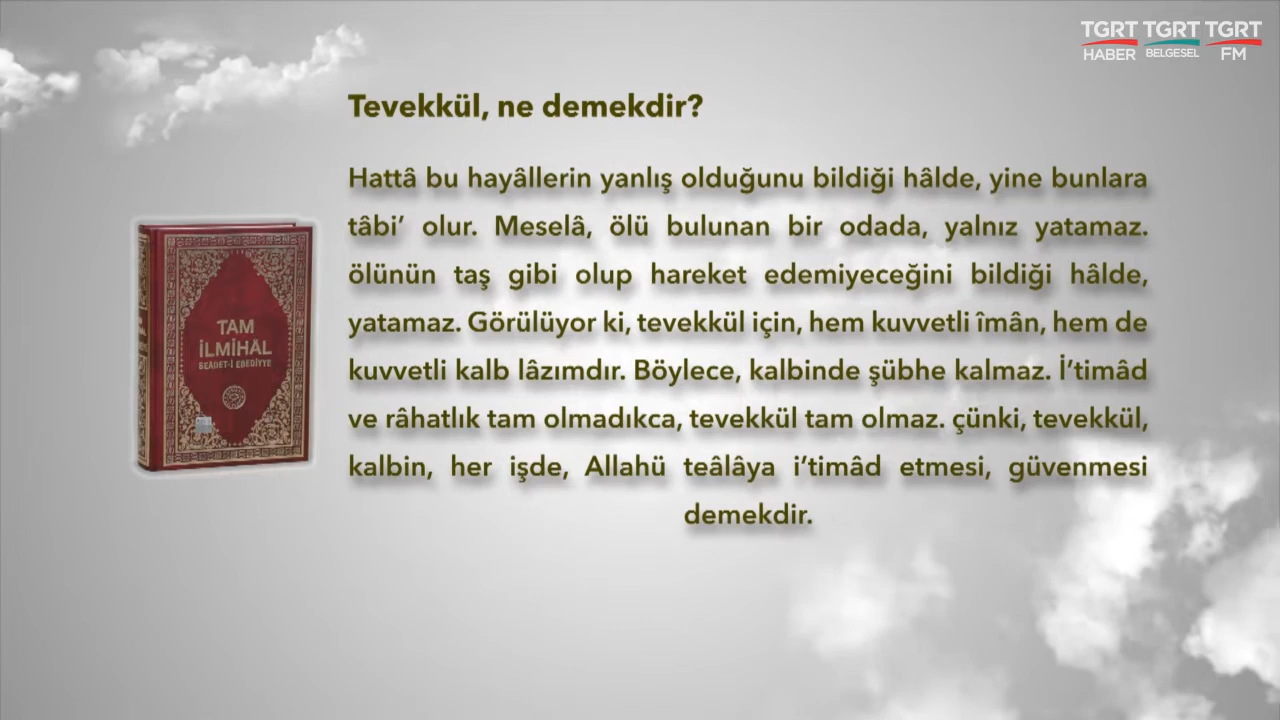 TGRT TGRT TGRT
HABER BELGESEL FM
Tevekkül, ne demekdir?
Hattâ bu hayâllerin yanlış olduğunu bildiği hâlde, yine bunlara
tâbi’ olur. Meselâ, ölü bulunan bir odada, yalnız yatamaz.
ölünün taş gibi olup hareket edemiyeceğini bildiği hâlde,
yatamaz. Görülüyor ki, tevekkül için, hem kuvvetli îmân, hem de
kuvvetli kalb lâzımdır. Böylece, kalbinde şübhe kalmaz. İ’timâd
ve râhatlık tam olmadıkca, tevekkül tam olmaz. çünki, tevekkül,
kalbin, her işde, Allahü teâlâya i’timâd etmesi, güvenmesi
demekdir.
TAM
İLMİHÂL
SEÂDET-İ EBEDİYYE